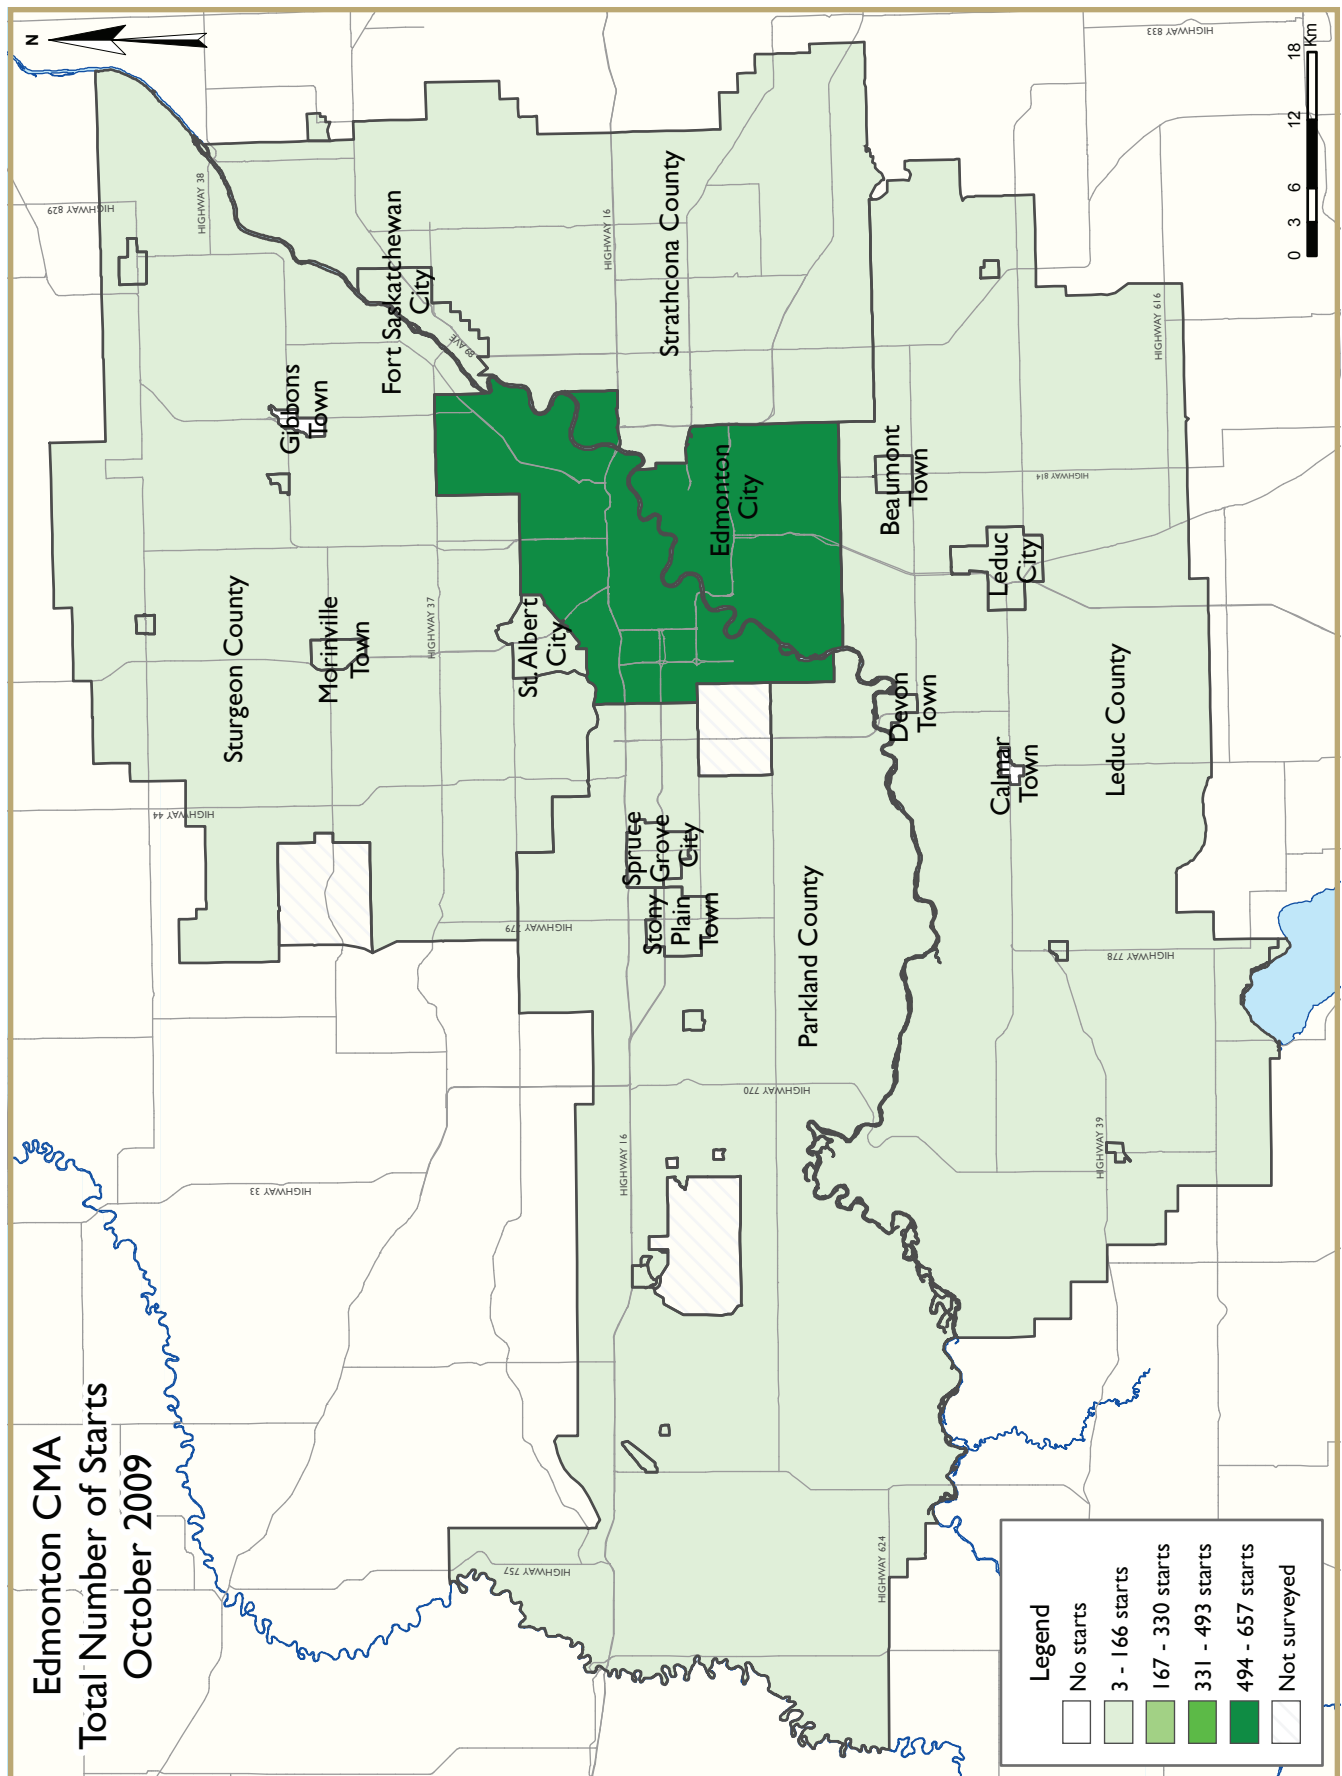 Edmonton CMA
Total Number of Starts
October 2009
N
HIGHWAY 757
HIGHWAY 33
HIGHWAY 44
HIGHWAY 829
HIGHWAY 38
HIGHWAY 833
Sturgeon County
Morinville
Town
Gibbons
Town
Fort Saskatchewan
City
89 AVE
HIGHWAY 37
HIGHWAY 779
St. Albert
City
HIGHWAY 16
HIGHWAY 16
Spruce
Grove
City
Stony
Plain
Town
Edmonton
City
Strathcona County
Parkland County
HIGHWAY 770
HIGHWAY 624
Devon
Town
Beaumont
Town
Calmar
Town
Leduc
City
Leduc County
HIGHWAY 814
HIGHWAY 616
HIGHWAY 778
HIGHWAY 39
Legend
No starts
3 - 166 starts
167 - 330 starts
331 - 493 starts
494 - 657 starts
Not surveyed
0 3 6 12 18
Km